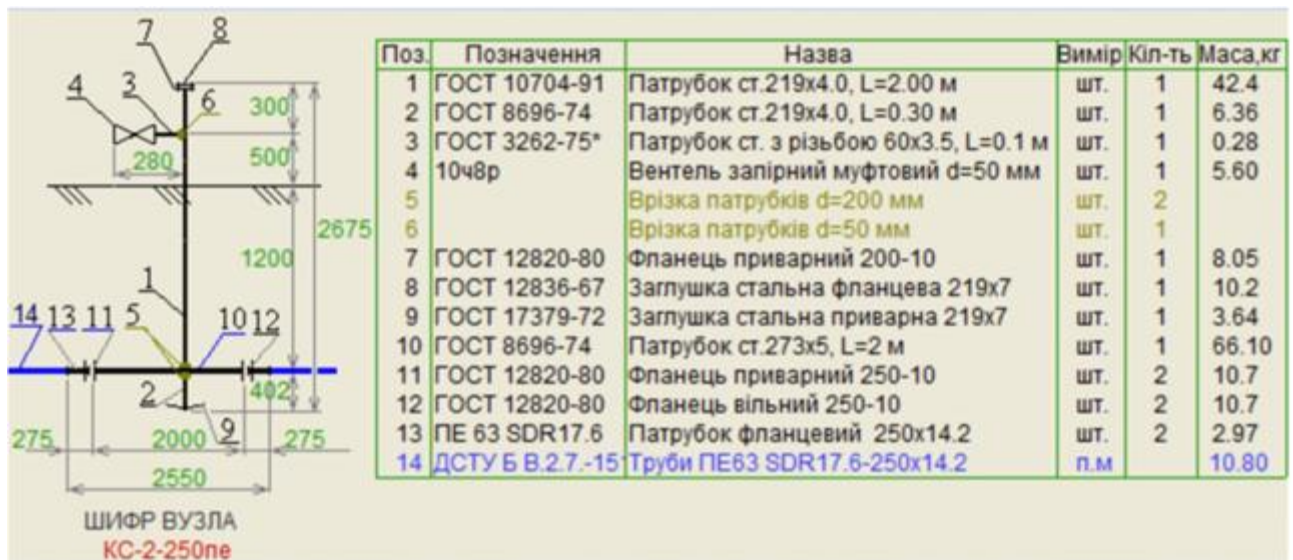 7 8
4 3 6
300
280
500
2675
1200
1
14 13 11 5 10 12
402
2
9
275 2000 275
2550
ШИФР ВУЗЛА
КС-2-250пе
Поз. Позначення Назва Вимір Кіл-ть Маса,кг
1 ГОСТ 10704-91 Патрубок ст.219х4.0, L=2.00 м шт. 1 42.4
2 ГОСТ 8696-74 Патрубок ст.219х4.0, L=0.30 м шт. 1 6.36
3 ГОСТ 3262-75* Патрубок ст. з різьбою 60х3.5, L=0.1 м шт. 1 0.28
4 10ч8р Вентель запірний муфтовий d=50 мм шт. 1 5.60
5 Врізка патрубків d=200 мм шт. 2
6 Врізка патрубків d=50 мм шт. 1
7 ГОСТ 12820-80 Фланець приварний 200-10 шт. 1 8.05
8 ГОСТ 12836-67 Заглушка стальна фланцева 219х7 шт. 1 10.2
9 ГОСТ 17379-72 Заглушка стальна приварна 219х7 шт. 1 3.64
10 ГОСТ 8696-74 Патрубок ст.273х5, L=2 м шт. 1 66.10
11 ГОСТ 12820-80 Фланець приварний 250-10 шт. 2 10.7
12 ГОСТ 12820-80 Фланець вільний 250-10 шт. 2 10.7
13 ПЕ 63 SDR17.6 Патрубок фланцевий 250х14.2 шт. 2 2.97
14 ДСТУ Б В.2.7.-15 Труби ПЕ63 SDR17.6-250х14.2 п.м 10.80